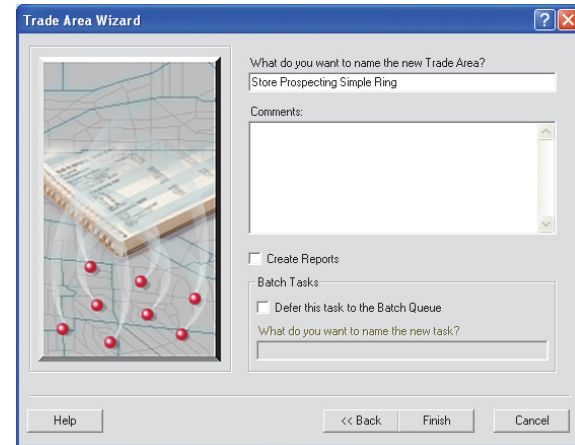 Trade Area Wizard
What do you want to name the new Trade Area?
Store Prospecting Simple Ring
Comments:
Create Reports
Batch Tasks
Defer this task to the Batch Queue
What do you want to name the new task?
Help
<< Back
Finish
Cancel